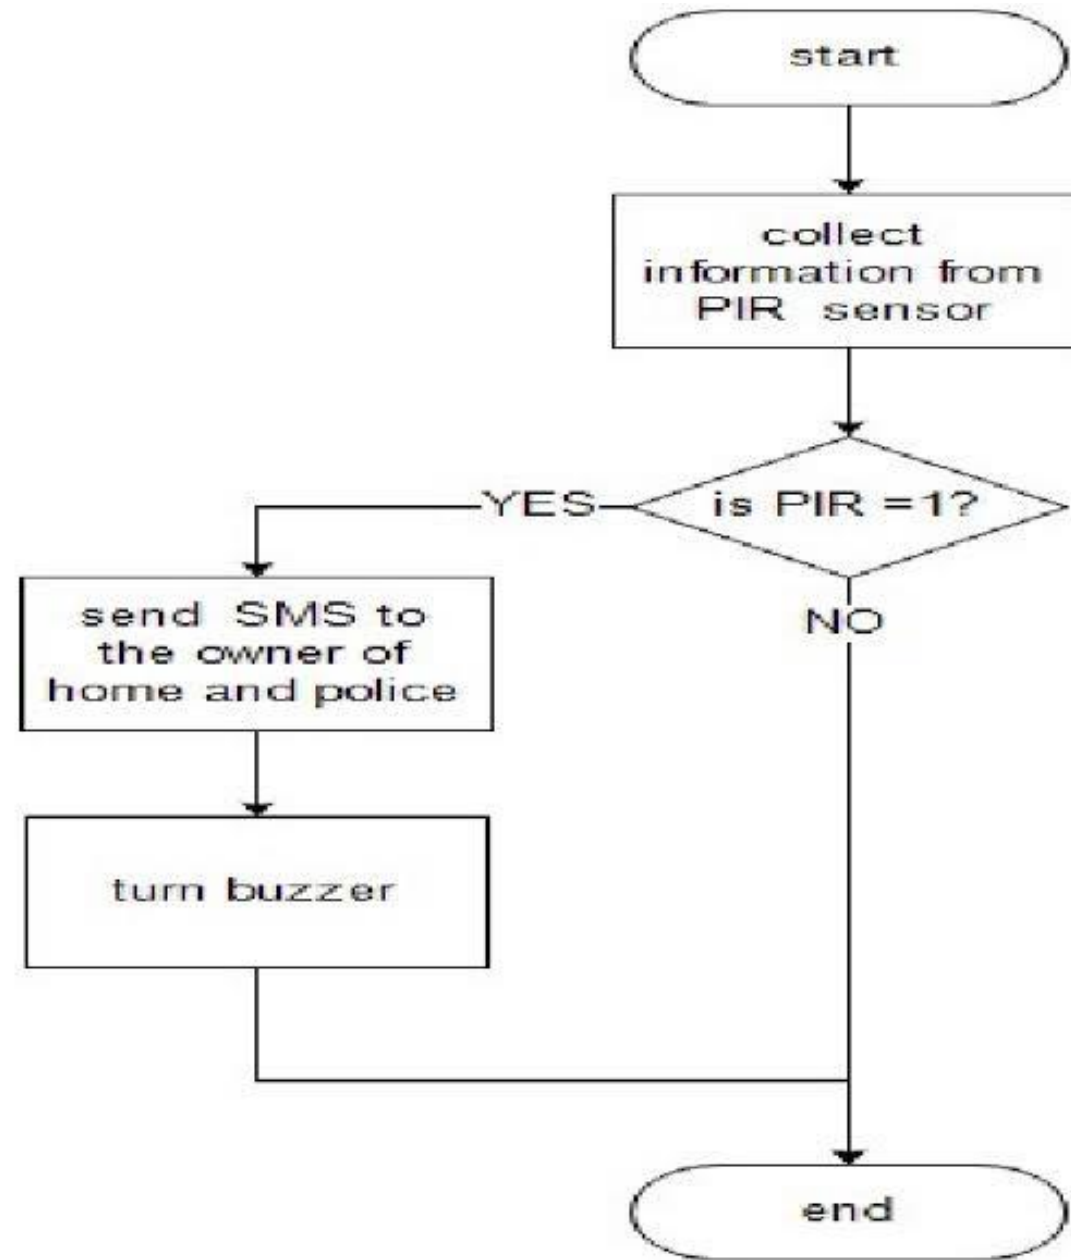 start
collect
information from
PIR sensor
is PIR =1?
YES
NO
send SMS to
the owner of
home and police
turn buzzer
end